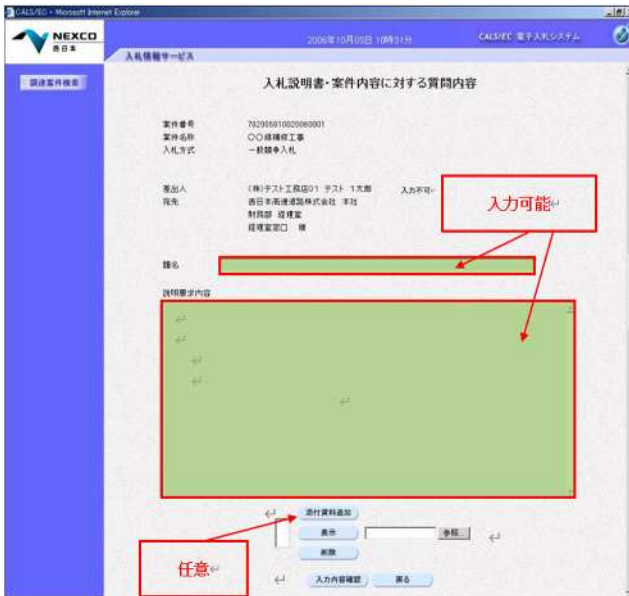 CALS/EC - Microsoft Internet Explorer
NEXCO
西日本
2006年10月05日 10時31分
CALS/EC 電子入札システム
入札情報サービス
調達案件検索
入札説明書・案件内容に対する質問内容
案件番号 702005010020060001
案件名称 〇〇修補修工事
入札方式 一般競争入札
差出人 (株)テスト工務店01 テスト 1太郎 入力不可
宛先 西日本高速道路株式会社 本社
財務部 経理室
経理室窓口 様
入力可能
題名
説明要求内容
添付資料追加
表示 参照...
削除
任意
入力内容確認 戻る